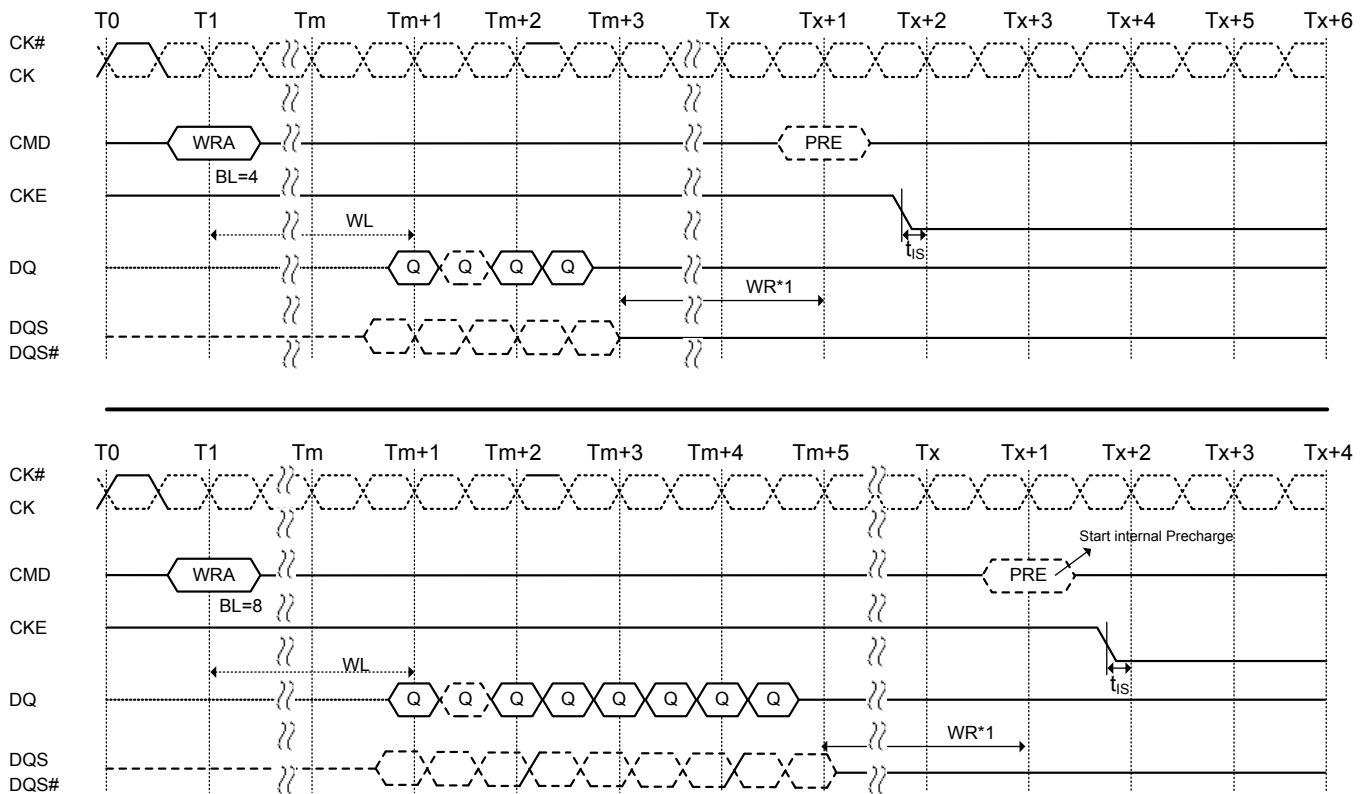 T0 T1 Tm Tm+1 Tm+2 Tm+3 Tx Tx+1 Tx+2 Tx+3 Tx+4 Tx+5 Tx+6
CK#
CK
CMD WRA PRE
BL=4
CKE
WL
tIS
DQ Q Q Q Q
WR*1
DQS
DQS#
T0 T1 Tm Tm+1 Tm+2 Tm+3 Tm+4 Tm+5 Tx Tx+1 Tx+2 Tx+3 Tx+4
CK#
CK
Start internal Precharge
CMD WRA PRE
BL=8
CKE
WL
tIS
DQ Q Q Q Q Q Q Q Q
WR*1
DQS
DQS#